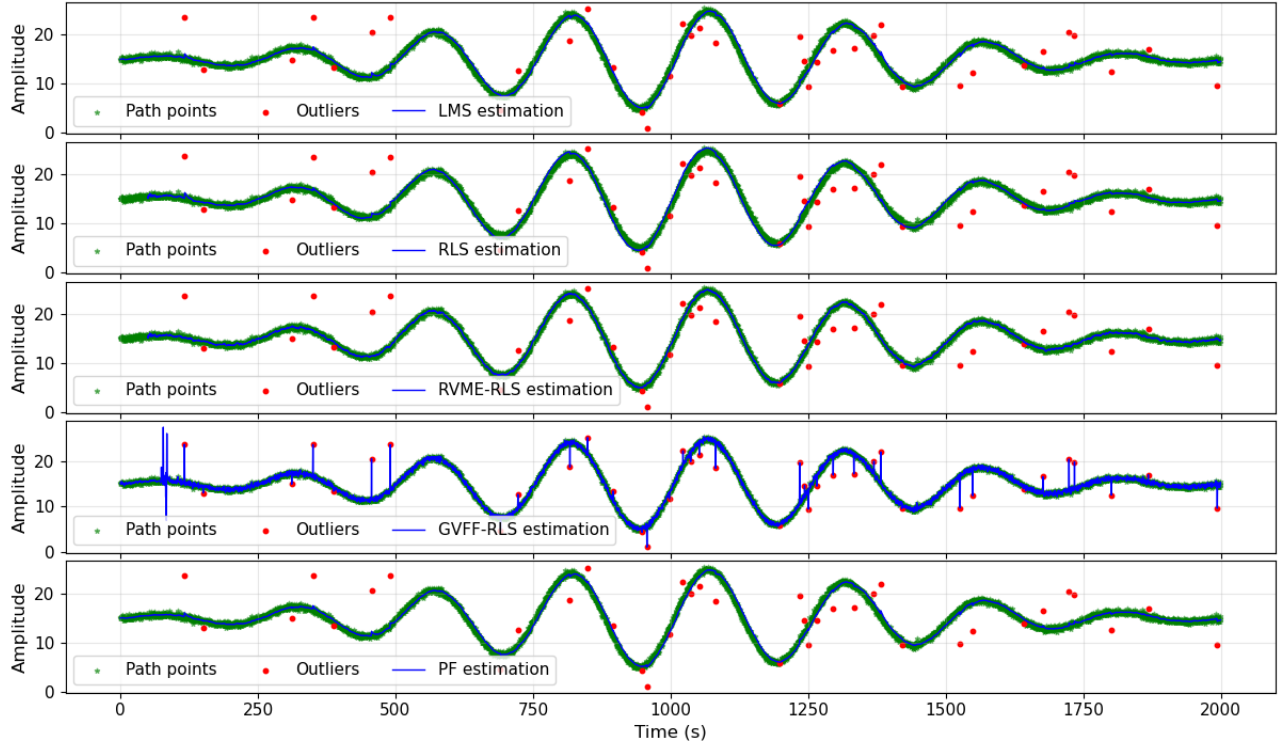 Amplitude
20
10
0
Path points Outliers LMS estimation
Amplitude
20
10
0
Path points Outliers RLS estimation
Amplitude
20
10
0
Path points Outliers RVME-RLS estimation
Amplitude
20
10
0
Path points Outliers GVFF-RLS estimation
Amplitude
20
10
0
Path points Outliers PF estimation
0 250 500 750 1000 1250 1500 1750 2000
Time (s)